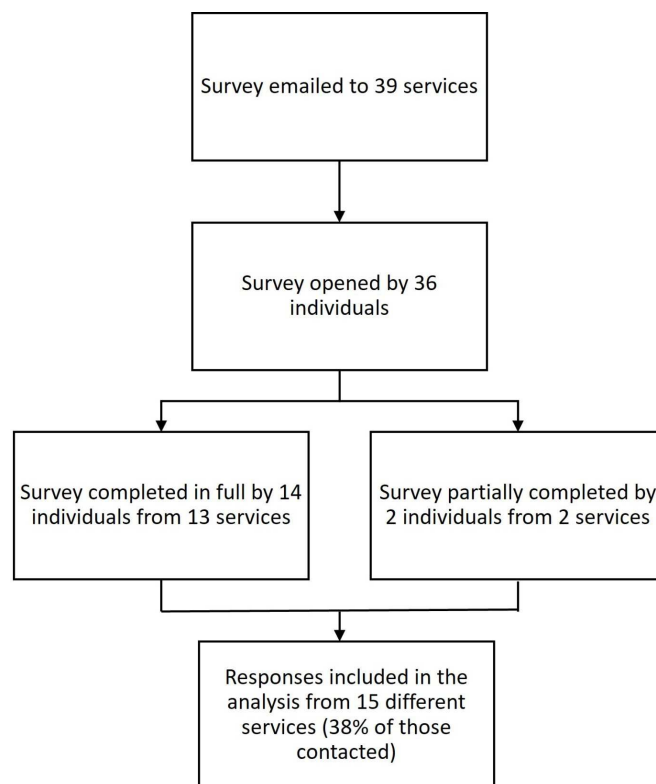 Survey emailed to 39 services
Survey opened by 36
individuals
Survey completed in full by 14
individuals from 13 services
Survey partially completed by
2 individuals from 2 services
Responses included in the
analysis from 15 different
services (38% of those
contacted)